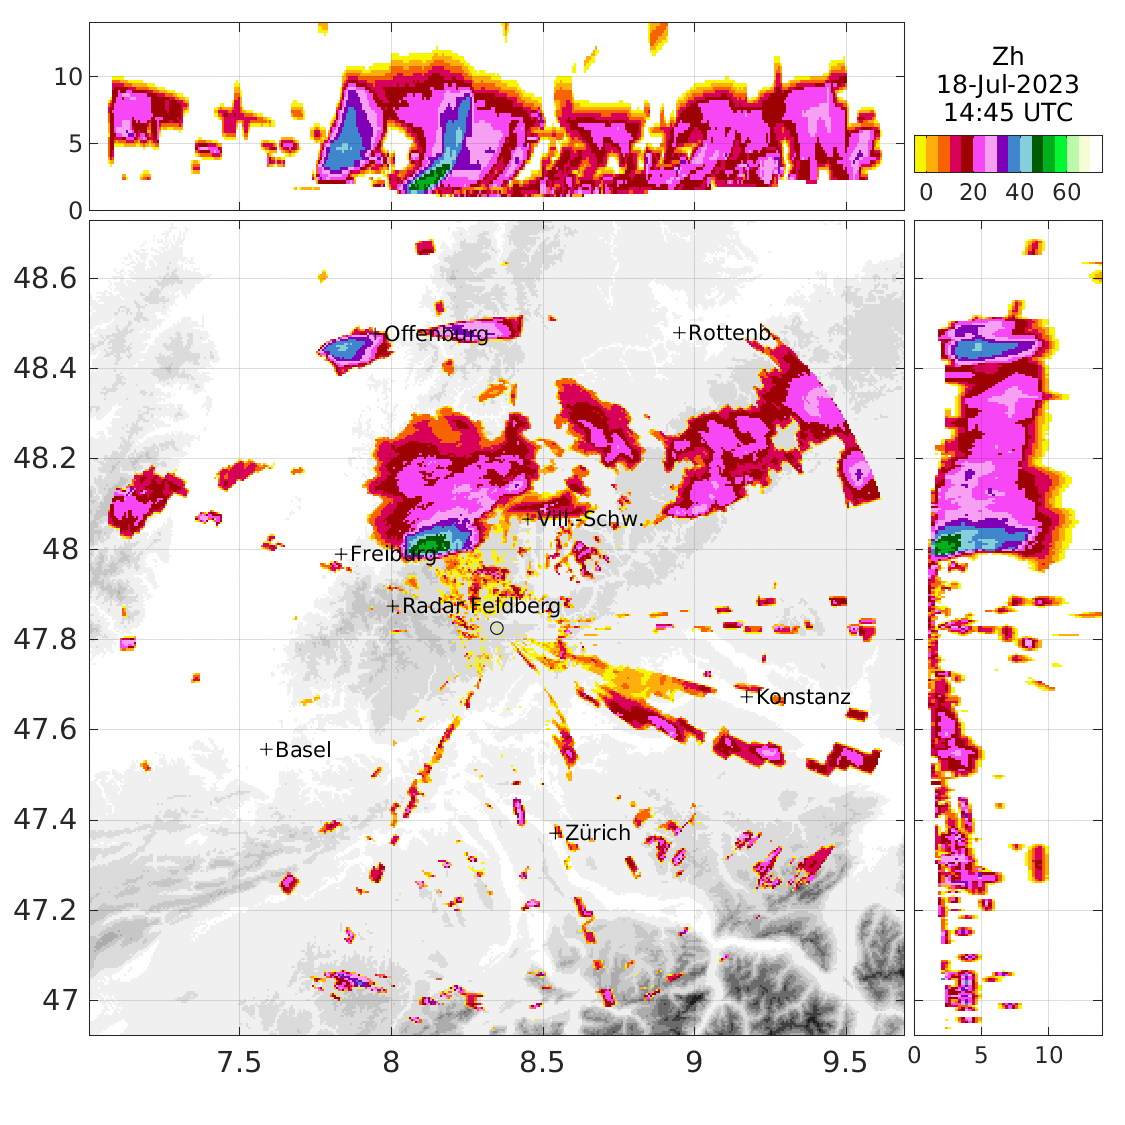 Zh
18-Jul-2023
14:45 UTC
0 20 40 60
10
5
0
48.6
48.4
48.2
48
47.8
47.6
47.4
47.2
47
+Offenburg
+Rottenb.
+Vill.-Schw.
+Freiburg
+Radar Feldberg
+Konstanz
+Basel
+Zürich
7.5 8 8.5 9 9.5
0 5 10